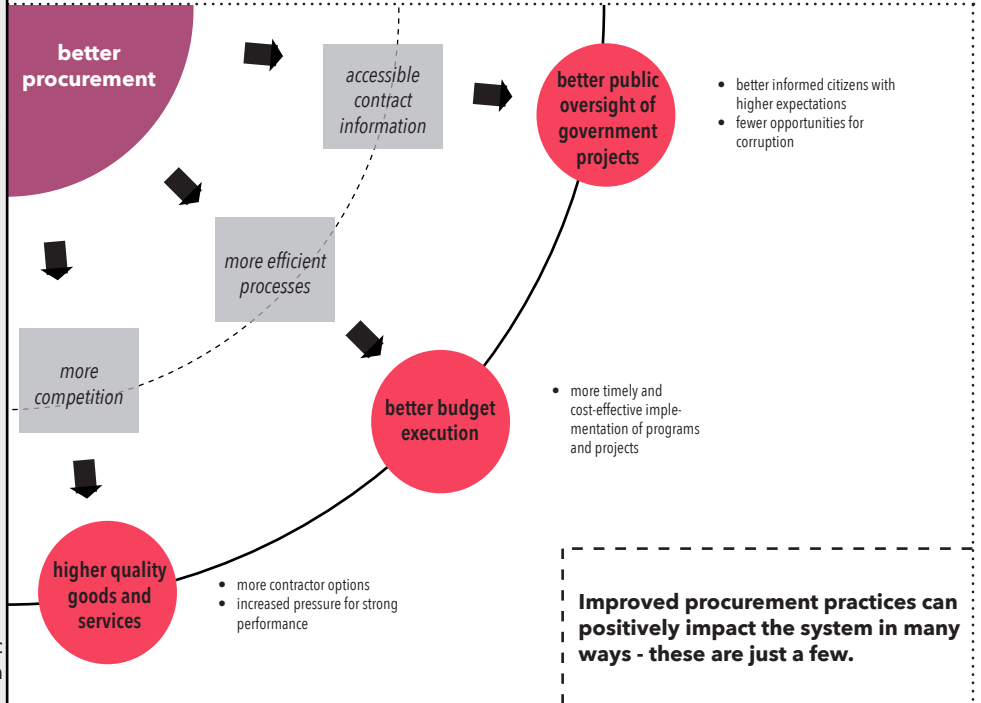 better
procurement
accessible
contract
information
better public
oversight of
government
projects
• better informed citizens with
higher expectations
• fewer opportunities for
corruption
more efficient
processes
more
competition
better budget
execution
• more timely and
cost-effective imple-
mentation of programs
and projects
higher quality
goods and
services
• more contractor options
• increased pressure for strong
performance
Improved procurement practices can
positively impact the system in many
ways - these are just a few.